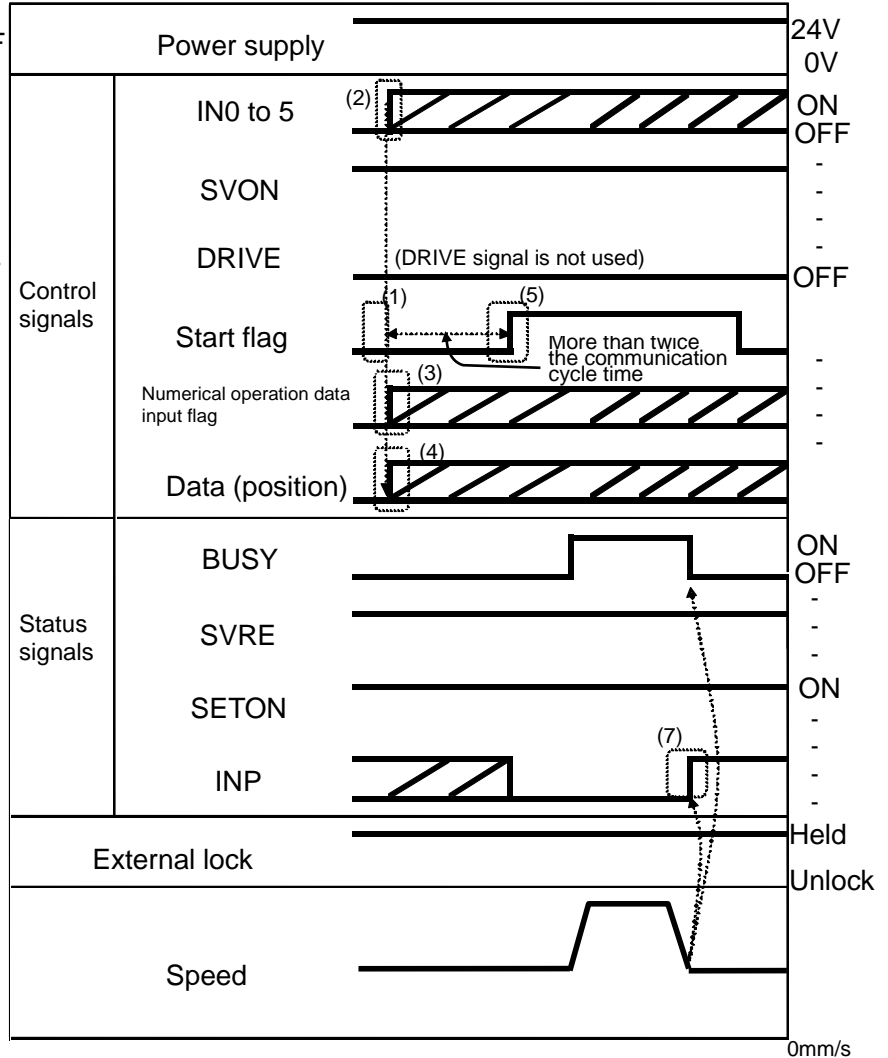 Power supply
24V
0V
Control
signals
IN0 to 5
(2)
ON
OFF
-
SVON
-
-
-
DRIVE
(DRIVE signal is not used)
OFF
(1)
(5)
Start flag
More than twice
the communication
cycle time
-
Numerical operation data
input flag
(3)
-
-
-
Data (position)
(4)
Status
signals
BUSY
ON
OFF
-
SVRE
-
-
SETON
ON
-
-
INP
(7)
-
-
External lock
Held
Unlock
Speed
0mm/s